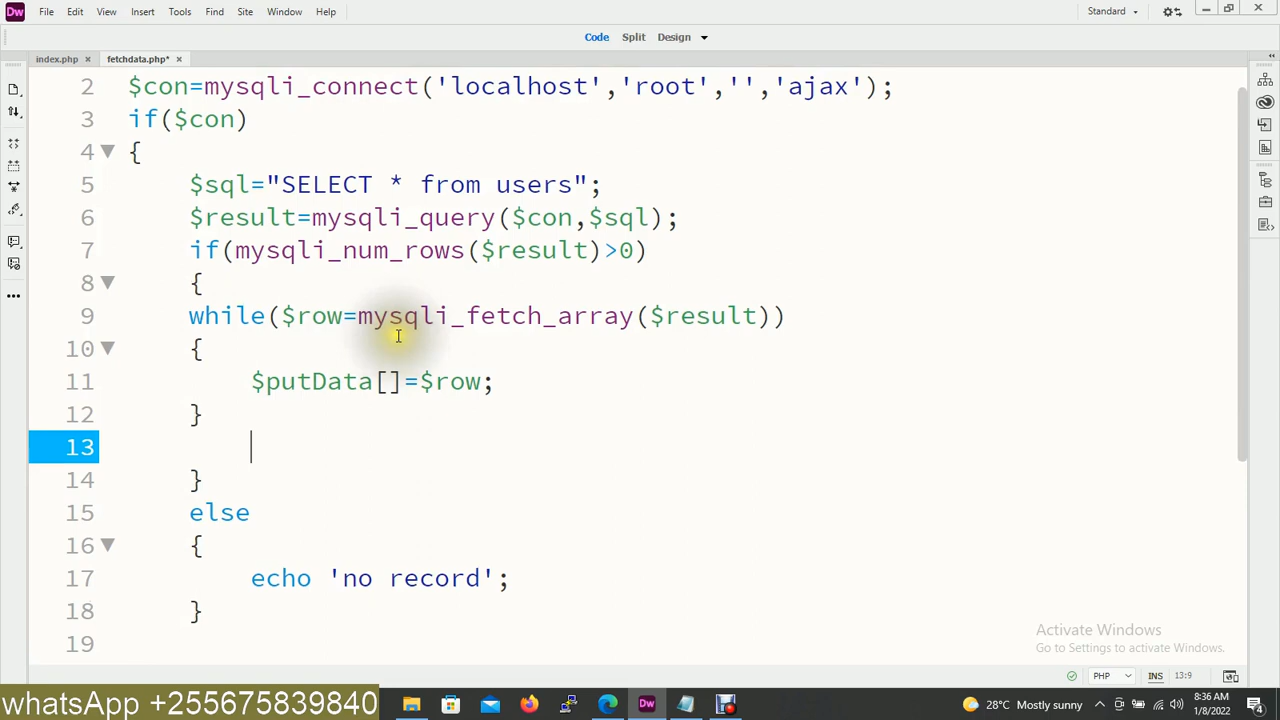 Dw File Edit View Insert Tools Find Site Window Help Standard
Code Split Design
index.php fetchdata.php*
2 $con=mysqli_connect('localhost','root','','ajax');
3 if($con)
4 {
5 $sql="SELECT * from users";
6 $result=mysqli_query($con,$sql);
7 if(mysqli_num_rows($result)>0)
8 {
9 while($row=mysqli_fetch_array($result))
10 {
11 $putData[]=$row;
12 }
13
14 }
15 else
16 {
17 echo 'no record';
18 }
19
Activate Windows
Go to Settings to activate Windows.
PHP INS 13:9
whatsApp +255675839840
Dw
28°C Mostly sunny
8:36 AM
1/8/2022
4